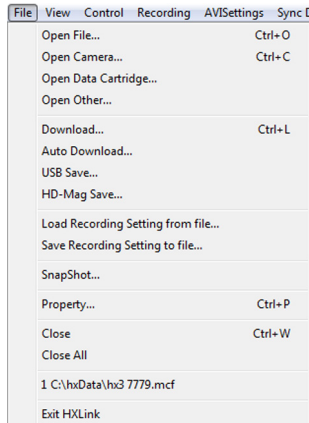 File View Control Recording AVISettings Sync
Open File... Ctrl+O
Open Camera... Ctrl+C
Open Data Cartridge...
Open Other...
Download... Ctrl+L
Auto Download...
USB Save...
HD-Mag Save...
Load Recording Setting from file...
Save Recording Setting to file...
SnapShot...
Property... Ctrl+P
Close Ctrl+W
Close All
1 C:\hxData\hx3 7779.mcf
Exit HXLink